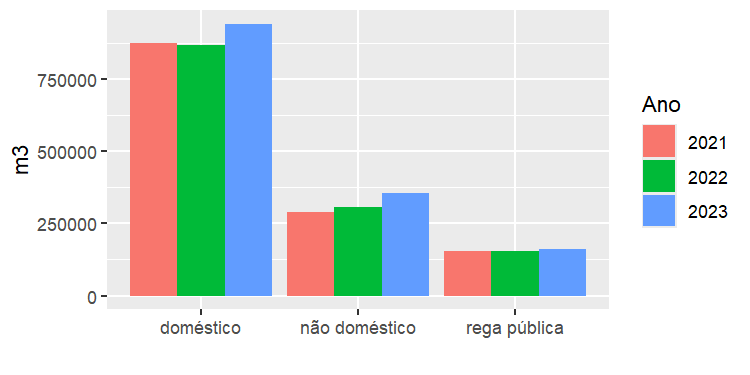 m3
750000
500000
250000
0
doméstico
não doméstico
rega pública
Ano
2021
2022
2023